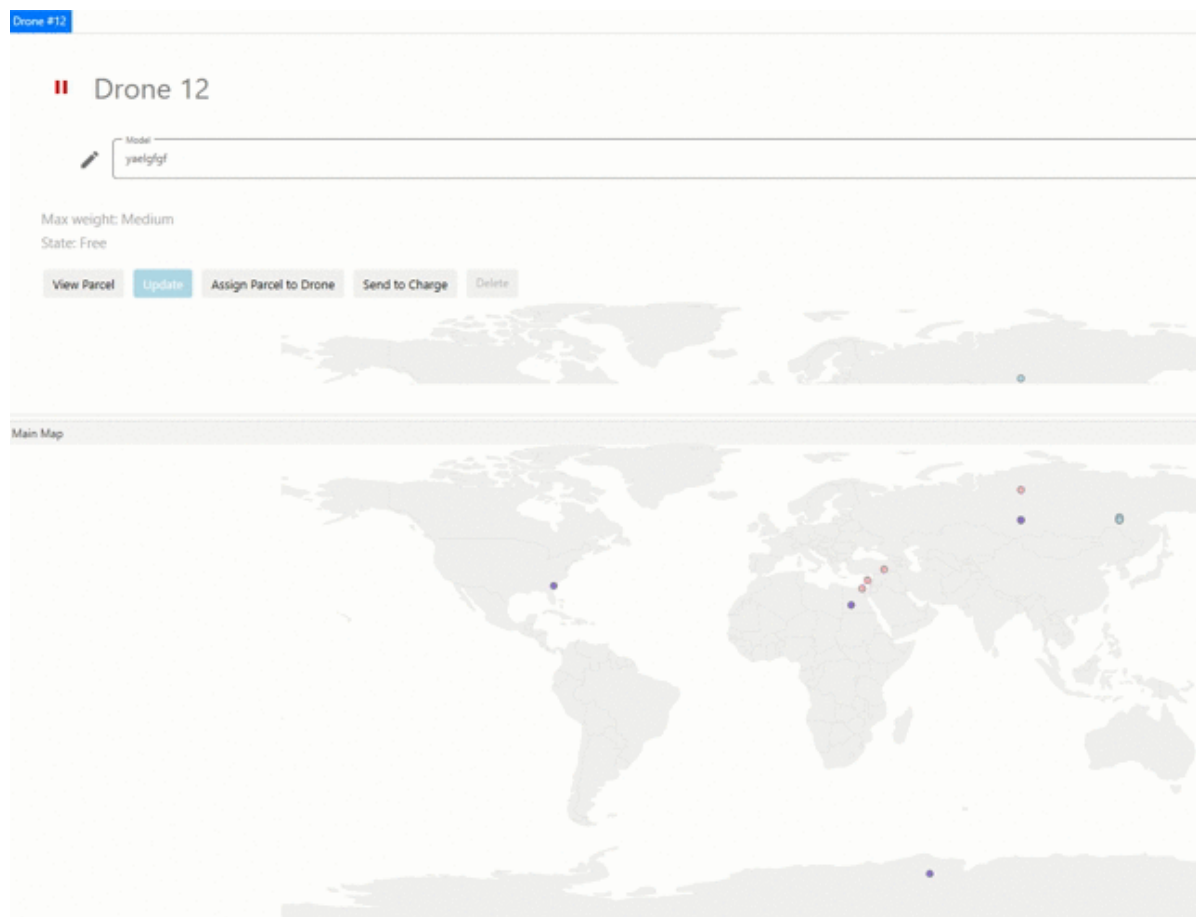 Drone #12
Drone 12
Model
yaelgfgf
Max weight: Medium
State: Free
View Parcel Update Assign Parcel to Drone Send to Charge Delete
Main Map